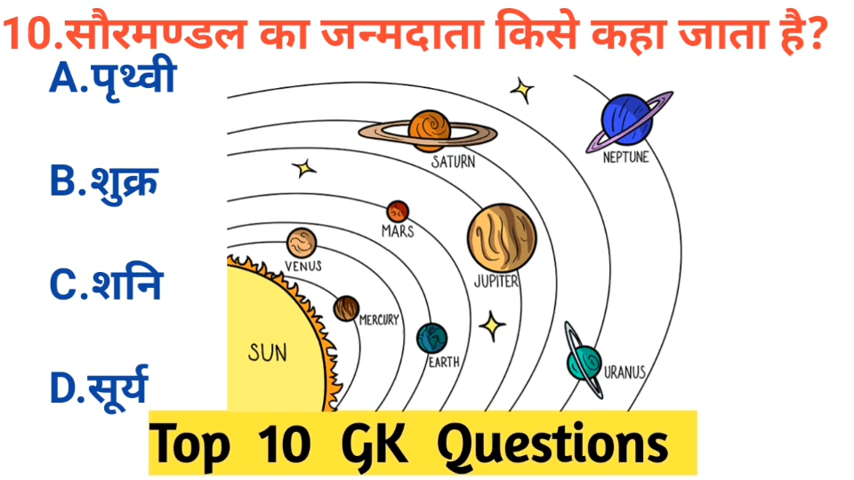 10.सौरमण्डल का जन्मदाता किसे कहा जाता है?
A.पृथ्वी
B.शुक्र
C.शनि
D.सूर्य
SATURN
NEPTUNE
MARS
VENUS
JUPITER
MERCURY
SUN
EARTH
URANUS
Top 10 GK Questions